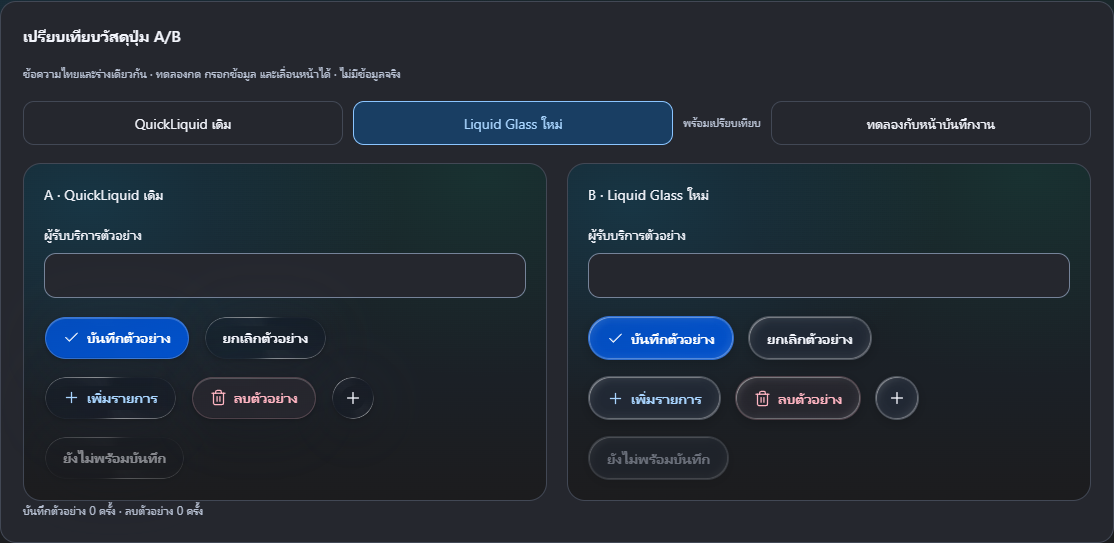 เปรียบเทียบวัสดุปุ่ม A/B
ข้อความไทยและร่างเดียวกัน · ทดลองกด กรอกข้อมูล และเลื่อนหน้าได้ · ไม่มีข้อมูลจริง
QuickLiquid เดิม
Liquid Glass ใหม่
พร้อมเปรียบเทียบ
ทดลองกับหน้าบันทึกงาน
A · QuickLiquid เดิม
ผู้รับบริการตัวอย่าง
บันทึกตัวอย่าง
ยกเลิกตัวอย่าง
เพิ่มรายการ
ลบตัวอย่าง
ยังไม่พร้อมบันทึก
B · Liquid Glass ใหม่
ผู้รับบริการตัวอย่าง
บันทึกตัวอย่าง
ยกเลิกตัวอย่าง
เพิ่มรายการ
ลบตัวอย่าง
ยังไม่พร้อมบันทึก
บันทึกตัวอย่าง 0 ครั้ง · ลบตัวอย่าง 0 ครั้ง